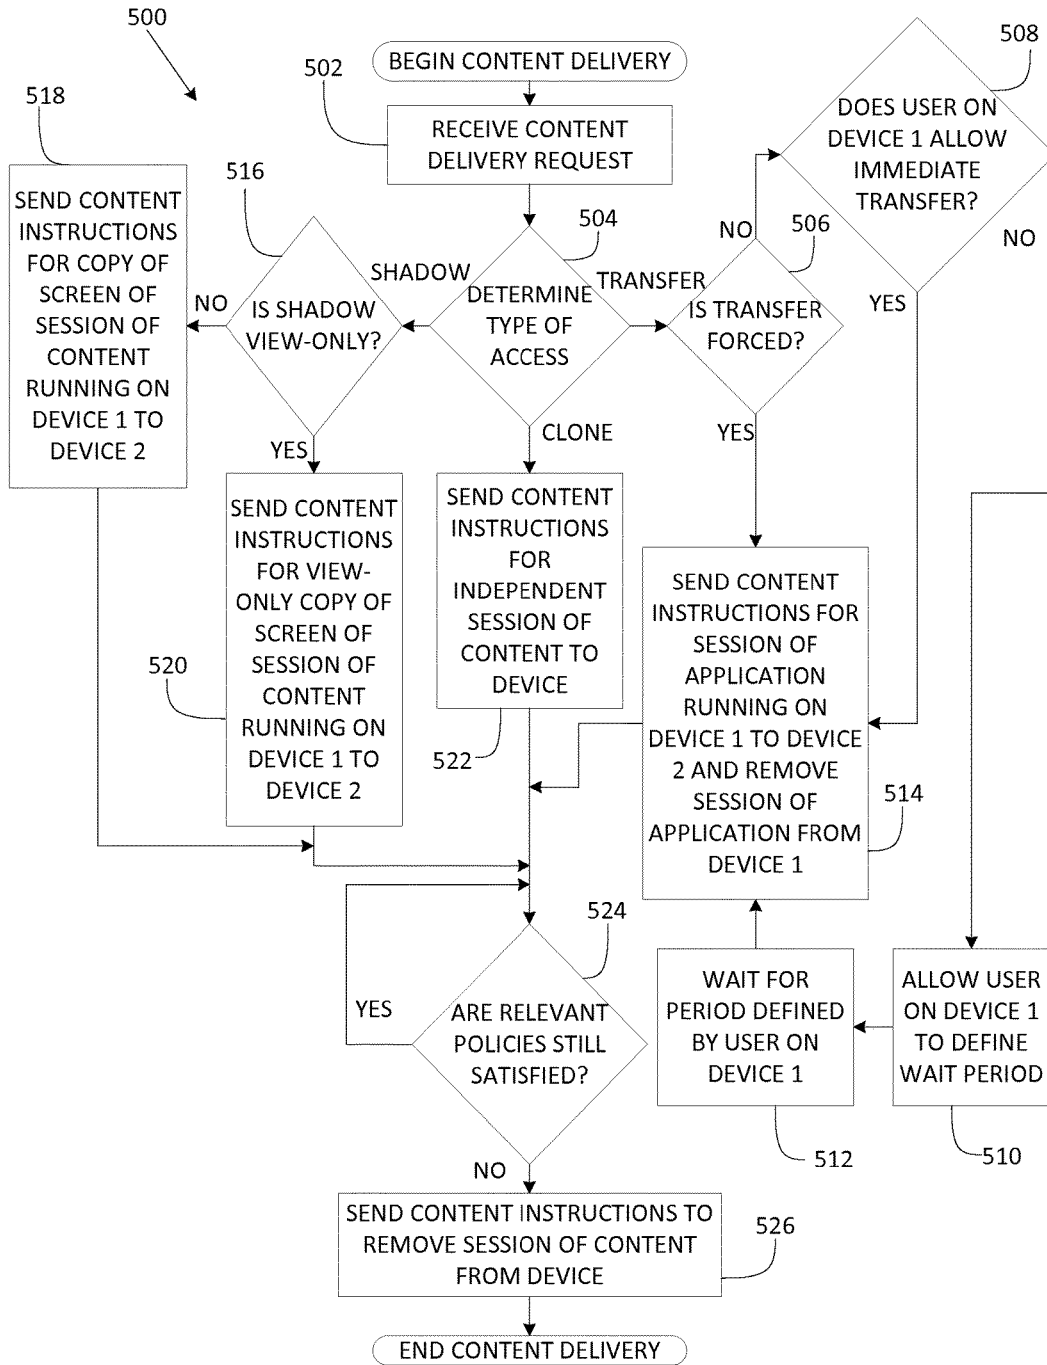 500
BEGIN CONTENT DELIVERY
502
RECEIVE CONTENT
DELIVERY REQUEST
508
DOES USER ON
DEVICE 1 ALLOW
IMMEDIATE
TRANSFER?
NO
YES
518
SEND CONTENT
INSTRUCTIONS
FOR COPY OF
SCREEN OF
SESSION OF
CONTENT
RUNNING ON
DEVICE 1 TO
DEVICE 2
516
IS SHADOW
VIEW-ONLY?
NO
YES
SHADOW
504
DETERMINE
TYPE OF
ACCESS
TRANSFER
CLONE
506
IS TRANSFER
FORCED?
NO
YES
520
SEND CONTENT
INSTRUCTIONS
FOR VIEW-
ONLY COPY OF
SCREEN OF
SESSION OF
CONTENT
RUNNING ON
DEVICE 1 TO
DEVICE 2
SEND CONTENT
INSTRUCTIONS
FOR
INDEPENDENT
SESSION OF
CONTENT TO
DEVICE
522
SEND CONTENT
INSTRUCTIONS FOR
SESSION OF
APPLICATION
RUNNING ON
DEVICE 1 TO DEVICE
2 AND REMOVE
SESSION OF
APPLICATION FROM
DEVICE 1
514
524
ARE RELEVANT
POLICIES STILL
SATISFIED?
YES
NO
WAIT FOR
PERIOD DEFINED
BY USER ON
DEVICE 1
512
ALLOW USER
ON DEVICE 1
TO DEFINE
WAIT PERIOD
510
SEND CONTENT INSTRUCTIONS TO
REMOVE SESSION OF CONTENT
FROM DEVICE
526
END CONTENT DELIVERY